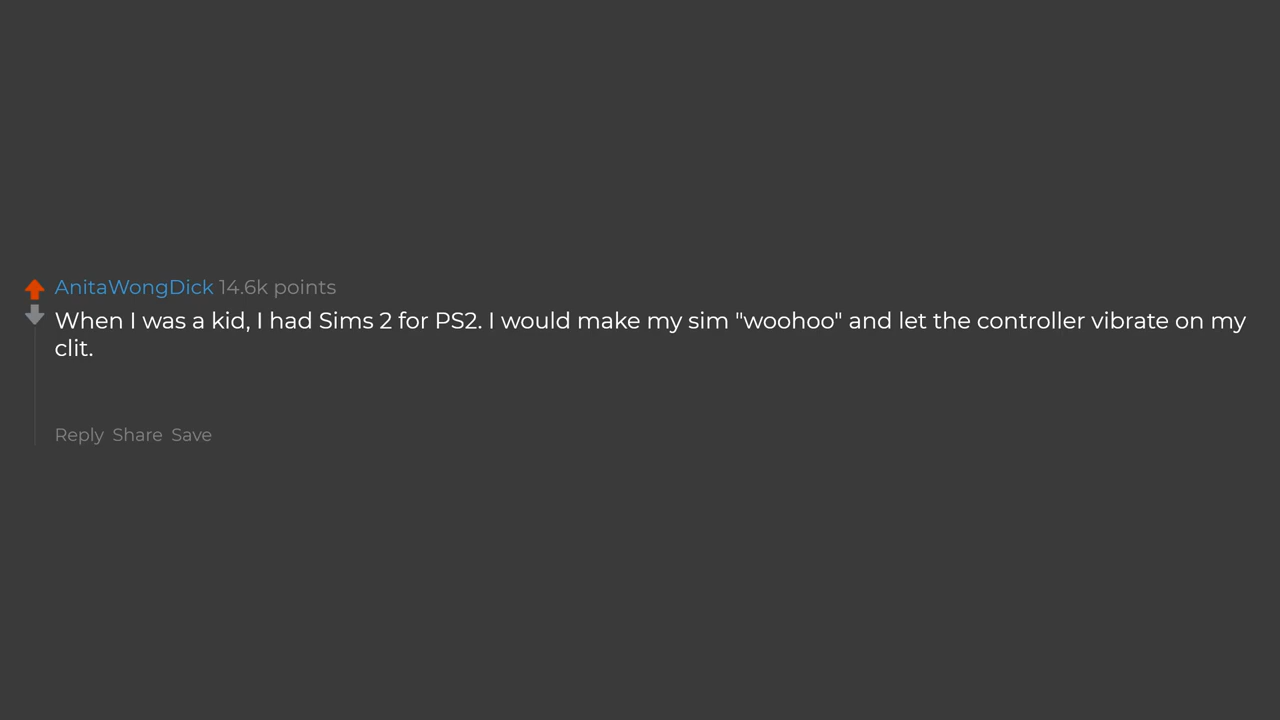 AnitaWongDick 14.6k points
When I was a kid, I had Sims 2 for PS2. I would make my sim "woohoo" and let the controller vibrate on my
clit.
Reply Share Save